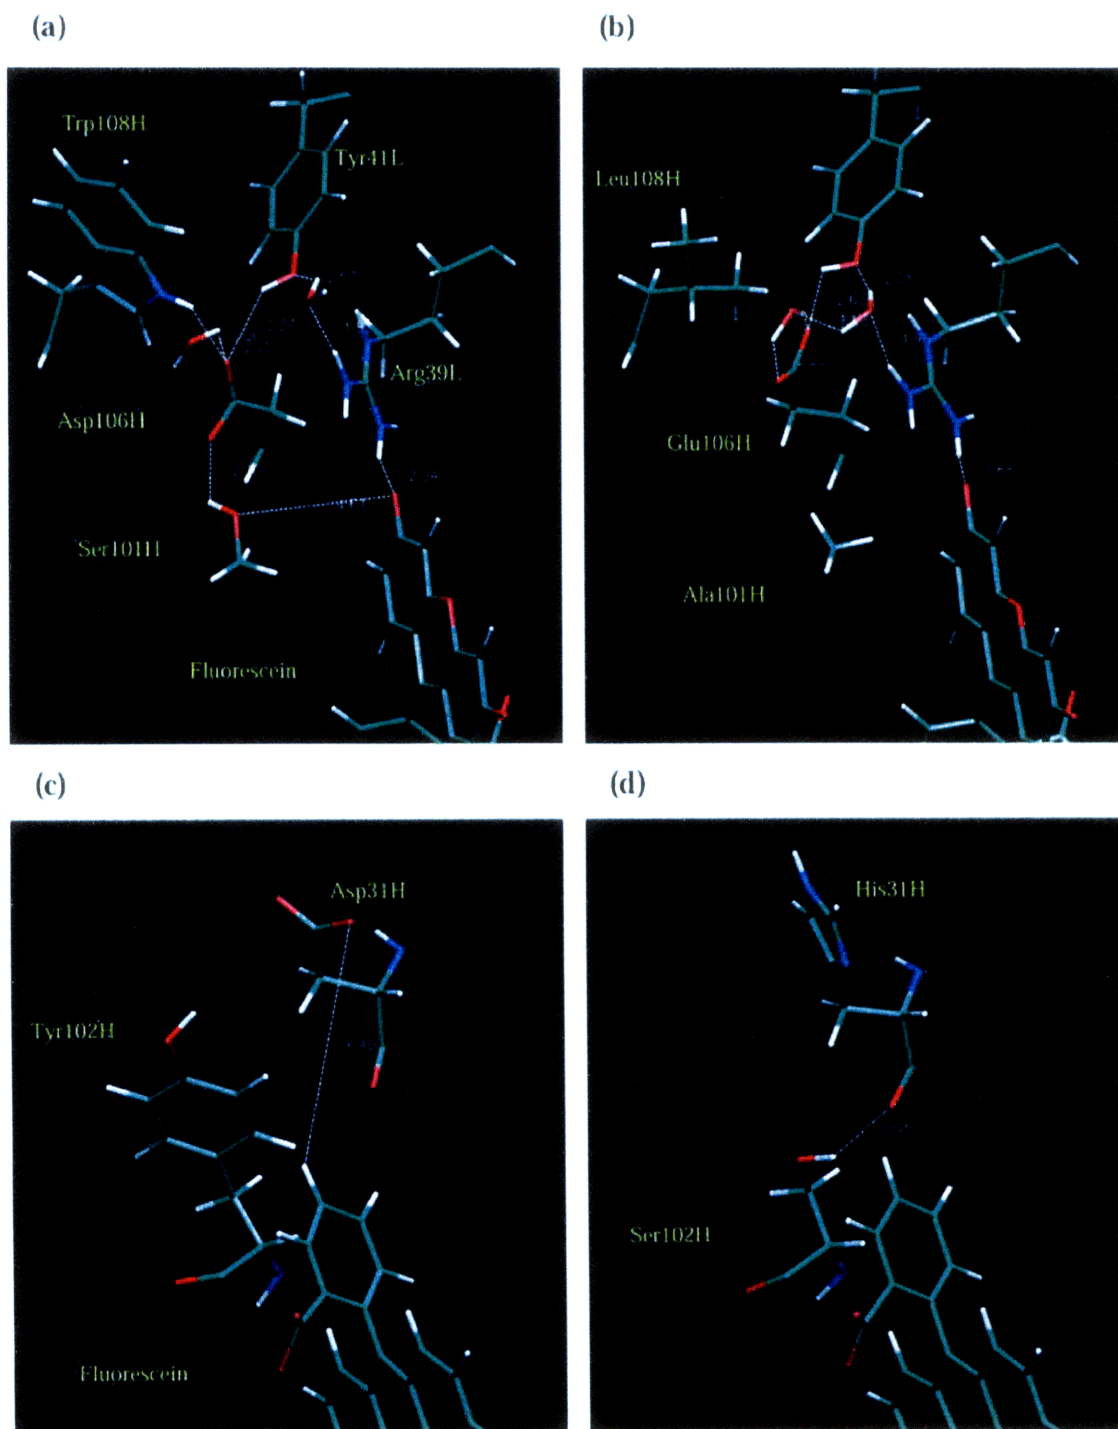 (a)
(b)
Trp108H
Tyr41L
Arg39L
Asp106H
Ser101H
Fluorescein
Leu108H
Glu106H
Ala101H
(c)
(d)
Asp31H
Tyr102H
Fluorescein
His31H
Ser102H